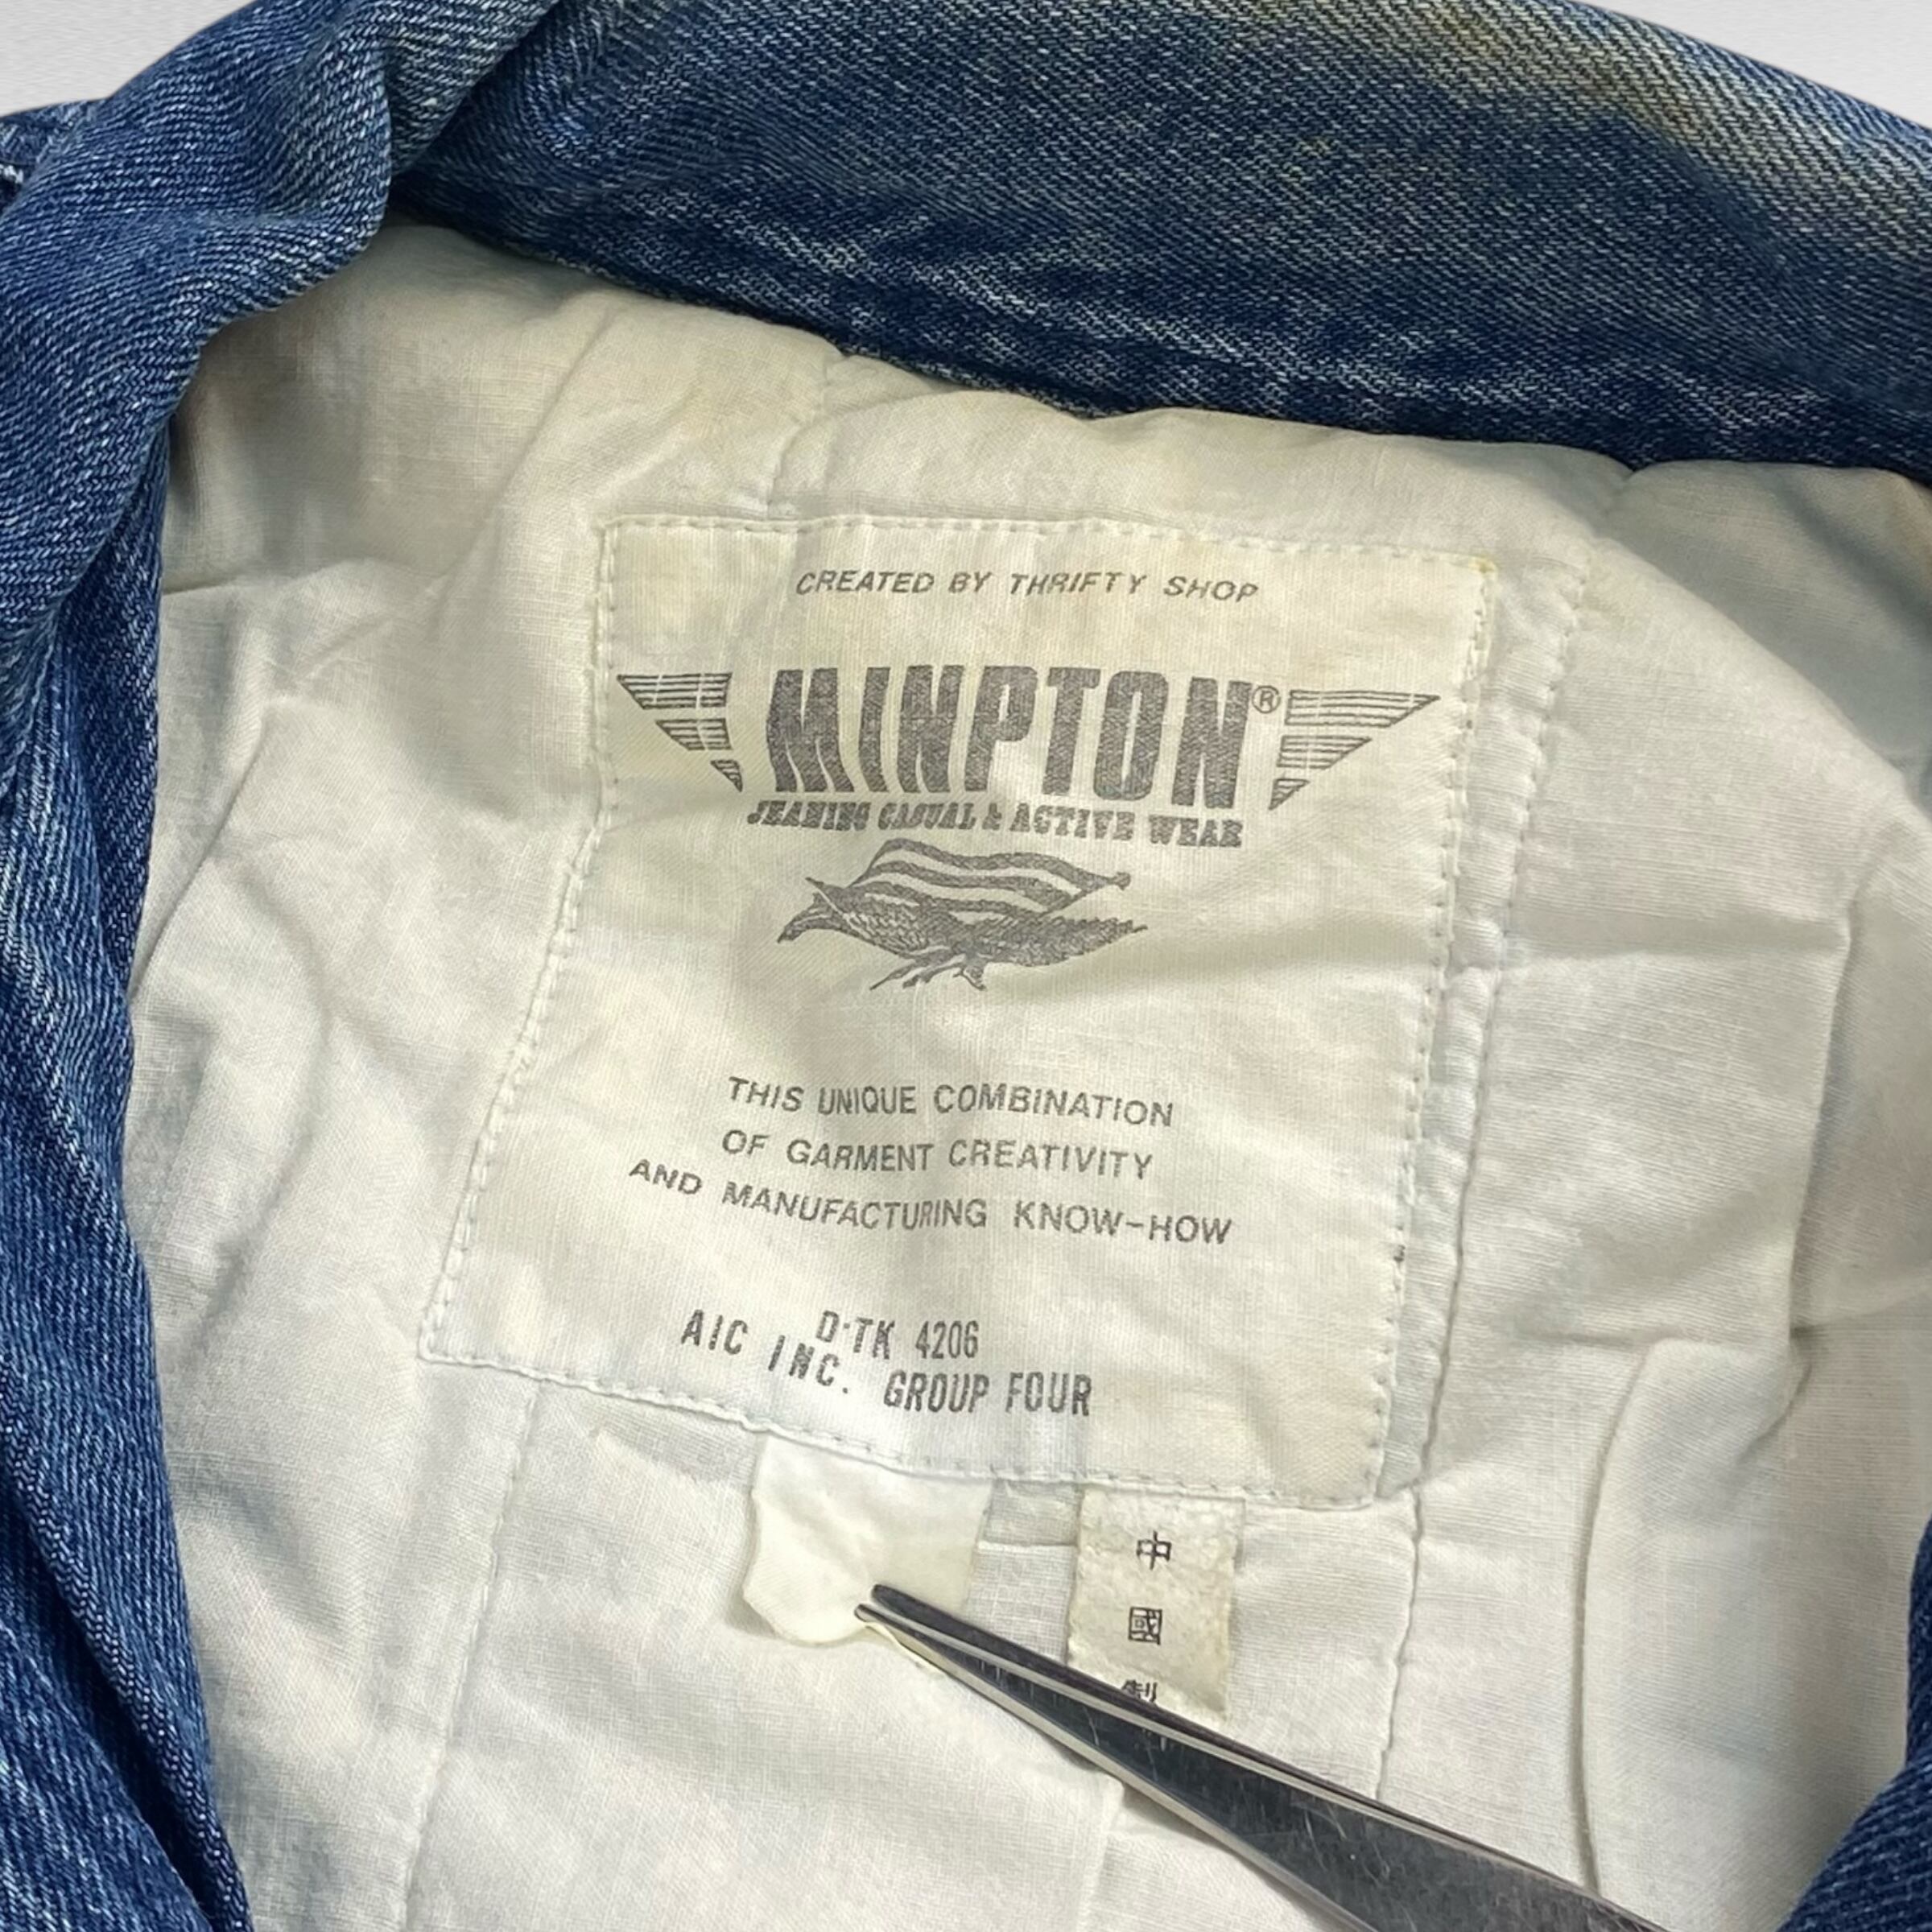 CREATED BY THRIFTY SHOP
MINPTON®
JEANING CASUAL & ACTIVE WEAR
THIS UNIQUE COMBINATION
OF GARMENT CREATIVITY
AND MANUFACTURING KNOW-HOW
D·TK 4206
AIC INC. GROUP FOUR
中
國
製